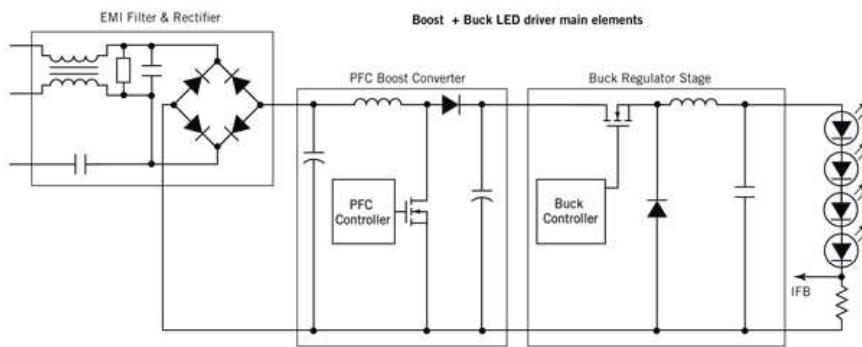 EMI Filter & Rectifier
Boost + Buck LED driver main elements
PFC Boost Converter
Buck Regulator Stage
PFC
Controller
Buck
Controller
IFB